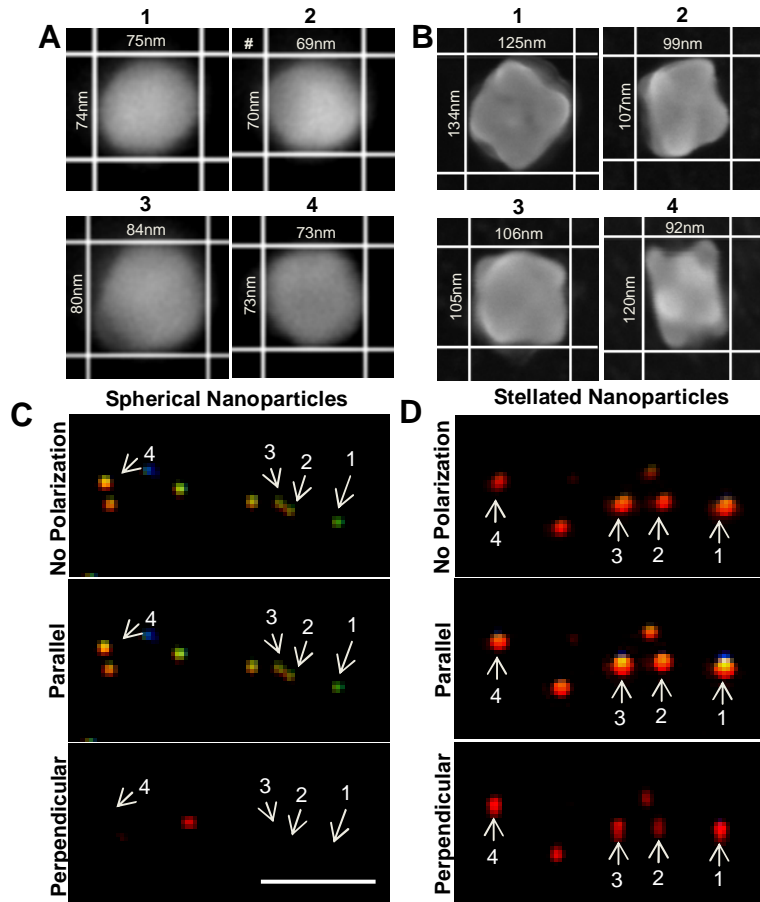 A
1
2
75nm
74nm
#
69nm
70nm
3
4
84nm
80nm
73nm
73nm
B
1
2
125nm
134nm
99nm
107nm
3
4
106nm
105nm
92nm
120nm
C
Spherical Nanoparticles
No Polarization
4
3
2
1
Parallel
4
3
2
1
Perpendicular
4
3
2
1
D
Stellated Nanoparticles
No Polarization
4
3
2
1
Parallel
4
3
2
1
Perpendicular
4
3
2
1